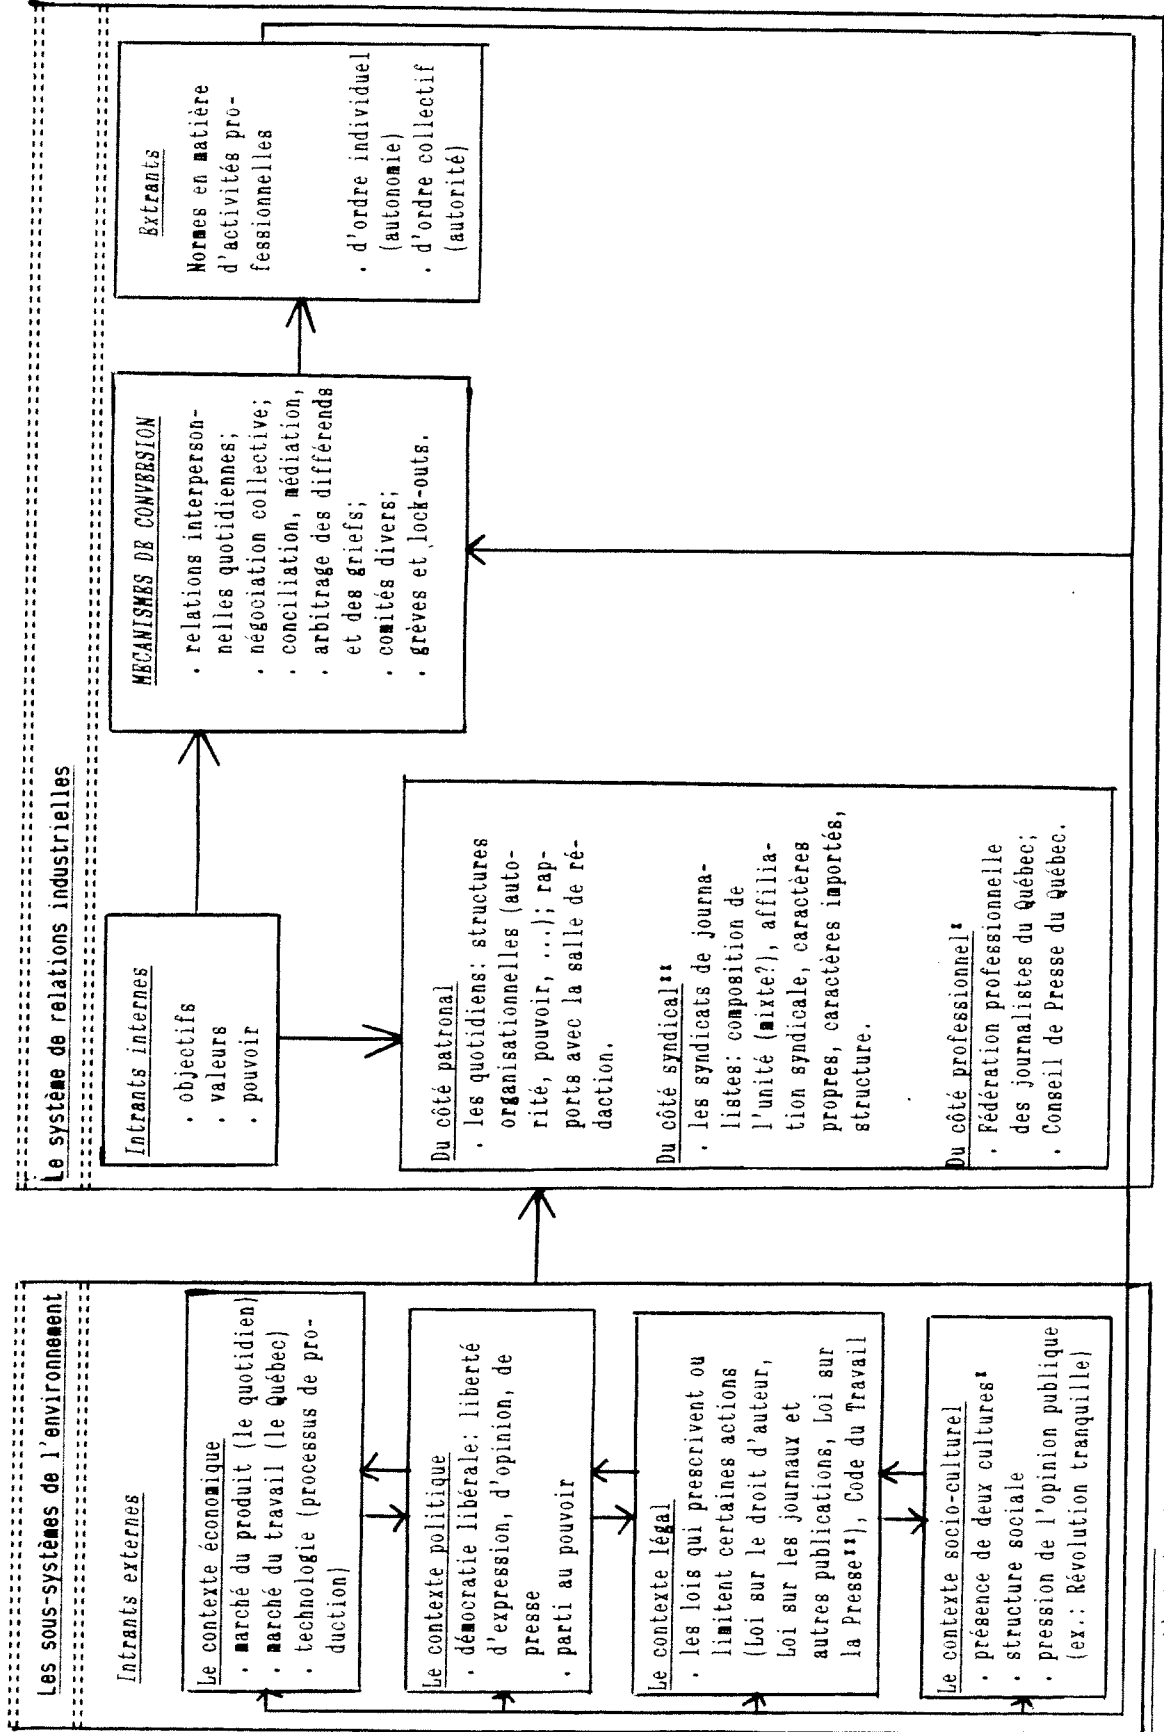 Les sous-systèmes de l'environnement
Intrants externes
Le contexte économique
· marché du produit (le quotidien)
· marché du travail (le Québec)
· technologie (processus de pro-
duction)
Le contexte politique
· démocratie libérale: liberté
d'expression, d'opinion, de
presse
· parti au pouvoir
Le contexte légal
· les lois qui prescrivent ou
limitent certaines actions
(Loi sur le droit d'auteur,
Loi sur les journaux et
autres publications, Loi sur
la Presse**), Code du Travail
Le contexte socio-culturel
· présence de deux cultures*
· structure sociale
· pression de l'opinion publique
(ex.: Révolution tranquille)
Le système de relations industrielles
Intrants internes
· objectifs
· valeurs
· pouvoir
Du côté patronal
· les quotidiens: structures
organisationnelles (auto-
rité, pouvoir, ...); rap-
ports avec la salle de ré-
daction.
Du côté syndical**
· les syndicats de journa-
listes: composition de
l'unité (mixte?), affilia-
tion syndicale, caractères
propres, caractères importés,
structure.
Du côté professionnel*
· Fédération professionnelle
des journalistes du Québec;
· Conseil de Presse du Québec.
MECANISMES DE CONVERSION
· relations interperson-
nelles quotidiennes;
· négociation collective;
· conciliation, médiation,
· arbitrage des différends
et des griefs;
· comités divers;
· grèves et lock-outs.
Extrants
Normes en matière
d'activités pro-
fessionnelles
· d'ordre individuel
(autonomie)
· d'ordre collectif
(autorité)